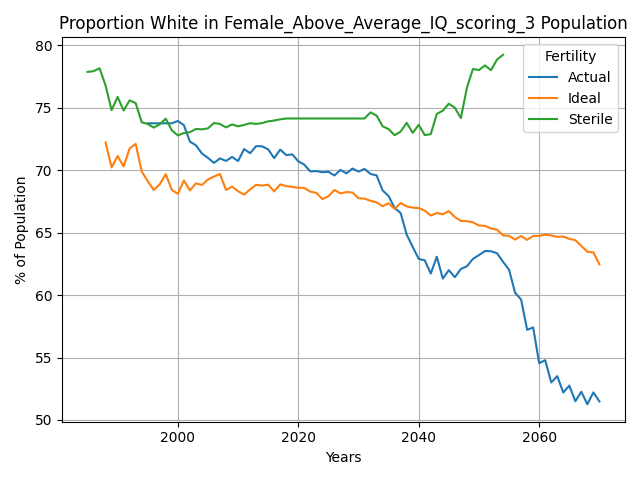 Proportion White in Female_Above_Average_IQ_scoring_3 Population
80
75
70
65
60
55
50
% of Population
Fertility
Actual
Ideal
Sterile
2000
2020
2040
2060
Years